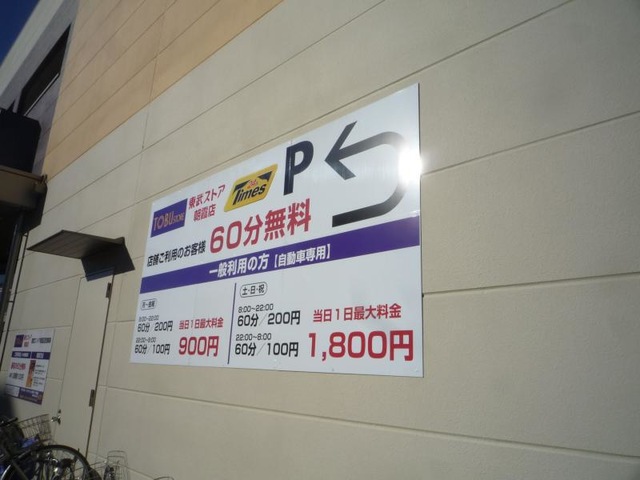 TOBU STORE
東武ストア
朝霞店
Times
P
店舗ご利用のお客様 60分無料
一般利用の方【自動車専用】
8:00~22:00
60分/200円
22:00~8:00
60分/100円
当日1日最大料金
900円
土・日・祝
8:00~22:00
60分/200円
22:00~8:00
60分/100円
当日1日最大料金
1,800円